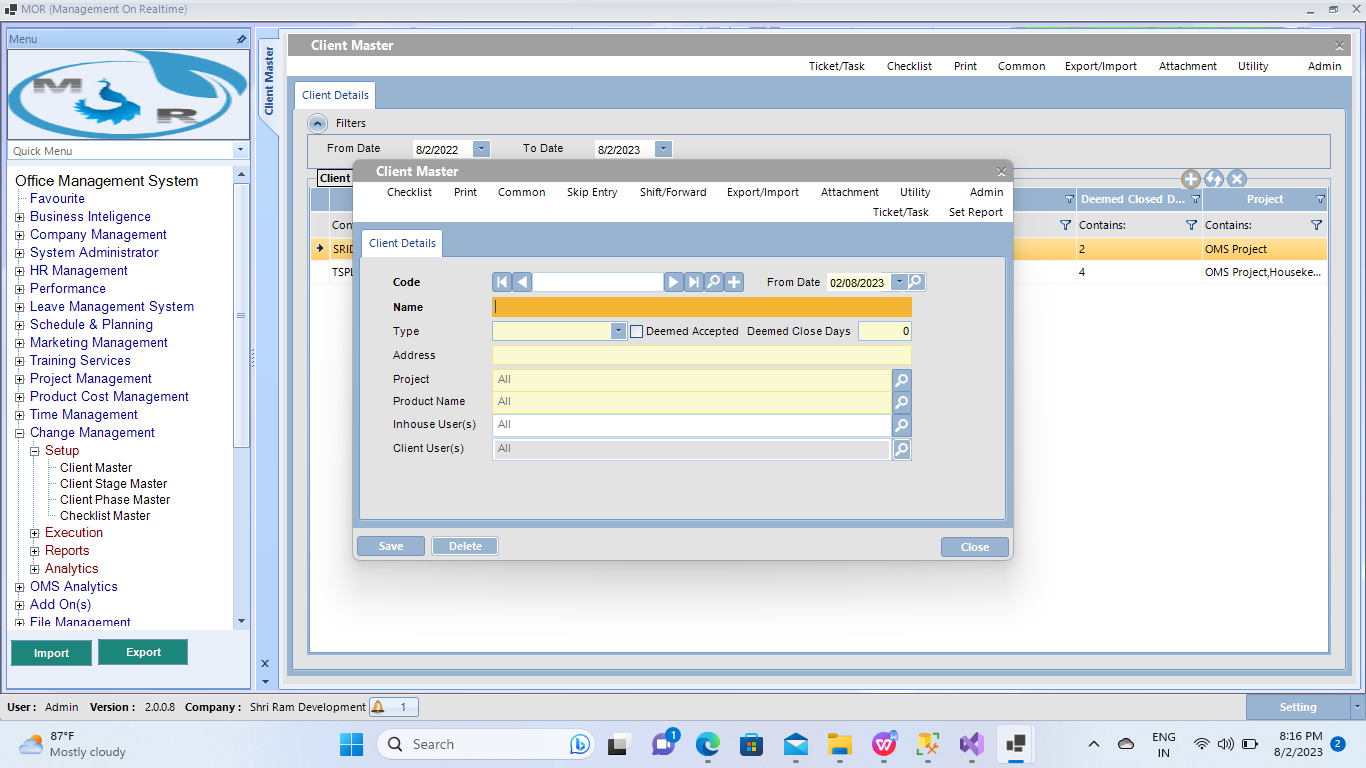 MOR (Management On Realtime)
Menu
M R
Quick Menu
Office Management System
Favourite
Business Inteligence
Company Management
System Administrator
HR Management
Performance
Leave Management System
Schedule & Planning
Marketing Management
Training Services
Project Management
Product Cost Management
Time Management
Change Management
Setup
Client Master
Client Stage Master
Client Phase Master
Checklist Master
Execution
Reports
Analytics
OMS Analytics
Add On(s)
File Management
Import Export
Client Master
x
Client Master
Ticket/Task Checklist Print Common Export/Import Attachment Utility Admin
Client Details
Filters
From Date 8/2/2022 To Date 8/2/2023
Client
Deemed Closed D... Project
Contains: Contains:
2 OMS Project
TSPL 4 OMS Project,Houseke...
Client Master
Checklist Print Common Skip Entry Shift/Forward Export/Import Attachment Utility Admin
Ticket/Task Set Report
Client Details
Code From Date 02/08/2023
Name
Type Deemed Accepted Deemed Close Days 0
Address
Project All
Product Name All
Inhouse User(s) All
Client User(s) All
Save Delete Close
User : Admin Version : 2.0.0.8 Company : Shri Ram Development 1 Setting
87°F
Mostly cloudy
Search
1
ENG
IN
8:16 PM
8/2/2023
2